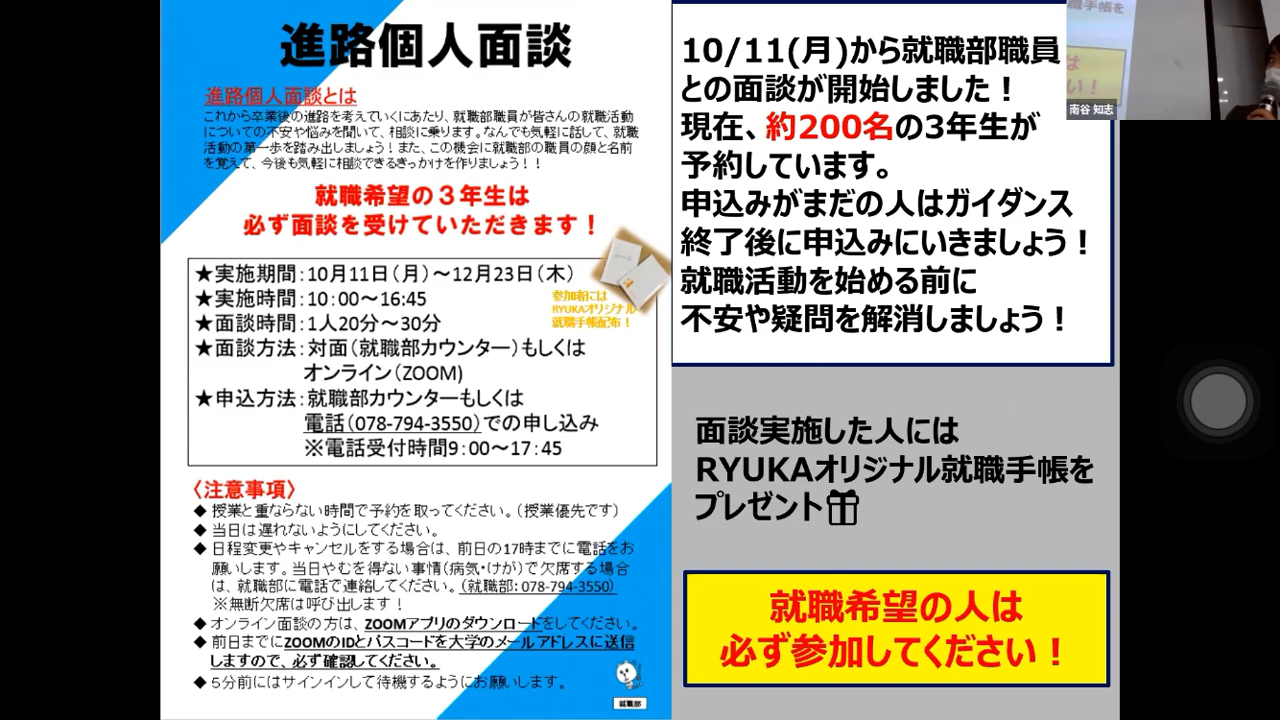 進路個人面談
進路個人面談とは
これから卒業後の進路を考えていくにあたり、就職部職員が皆さんの就職活動
についての不安や悩みを聞いて、相談に乗ります。なんでも気軽に話して、就職
活動の第一歩を踏み出しましょう！また、この機会に就職部の職員の顔と名前
を覚えて、今後も気軽に相談できるきっかけを作りましょう！！
就職希望の３年生は
必ず面談を受けていただきます！
★実施期間：10月11日（月）～12月23日（木）
★実施時間：10：00～16:45
★面談時間：1人20分～30分
★面談方法：対面（就職部カウンター）もしくは
オンライン（ZOOM）
★申込方法：就職部カウンターもしくは
電話（078-794-3550）での申し込み
※電話受付時間9：00～17：45
参加者には
RYUKAオリジナル
就職手帳配布！
〈注意事項〉
◆ 授業と重ならない時間で予約を取ってください。（授業優先です）
◆ 当日は遅れないようにしてください。
◆ 日程変更やキャンセルをする場合は、前日の17時までに電話をお
願いします。当日やむを得ない事情（病気・けが）で欠席する場合
は、就職部に電話で連絡してください。（就職部：078-794-3550）
※無断欠席は呼び出します！
◆ オンライン面談の方は、ZOOMアプリのダウンロードをしてください。
◆ 前日までにZOOMのIDとパスコードを大学のメールアドレスに送信
しますので、必ず確認してください。
◆ 5分前にはサインインして待機するようにお願いします。
就職部
10/11(月)から就職部職員
との面談が開始しました！
現在、約200名の3年生が
予約しています。
申込みがまだの人はガイダンス
終了後に申込みにいきましょう！
就職活動を始める前に
不安や疑問を解消しましょう！
面談実施した人には
RYUKAオリジナル就職手帳を
プレゼント🎁
就職希望の人は
必ず参加してください！
就職手帳を
は
い！
南谷 知志